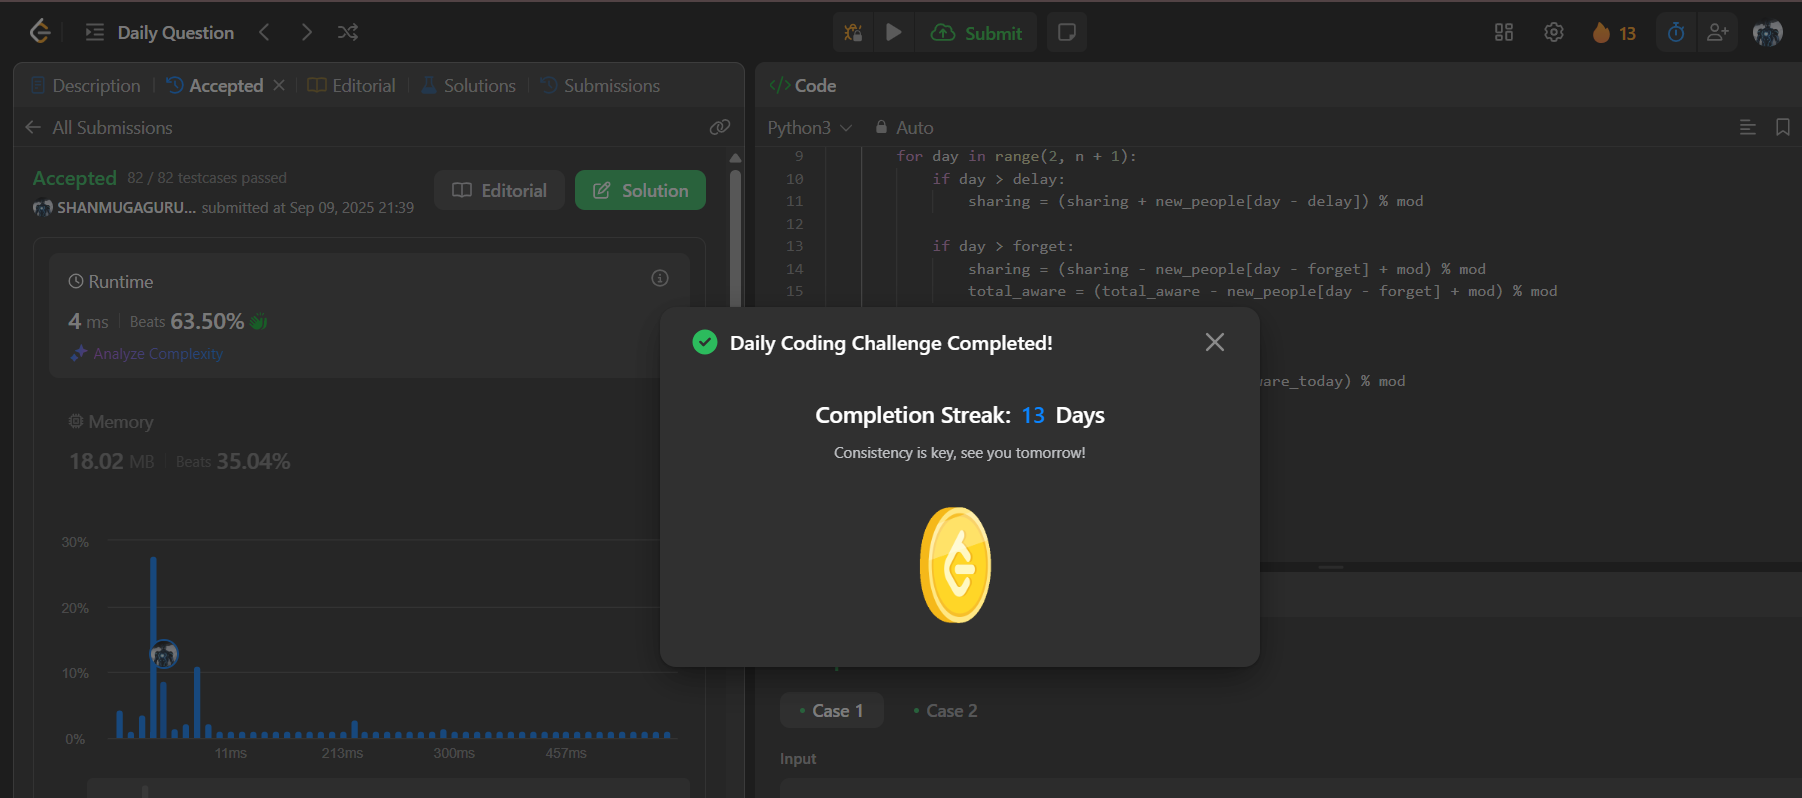 Daily Question
Submit
13
Description
Accepted
Editorial
Solutions
Submissions
All Submissions
Accepted 82 / 82 testcases passed
SHANMUGAGURU... submitted at Sep 09, 2025 21:39
Editorial
Solution
Runtime
4 ms Beats 63.50%
Analyze Complexity
Memory
18.02 MB Beats 35.04%
30%
20%
10%
0%
11ms 213ms 300ms 457ms
</> Code
Python3 Auto
9 for day in range(2, n + 1):
10 if day > delay:
11 sharing = (sharing + new_people[day - delay]) % mod
12
13 if day > forget:
14 sharing = (sharing - new_people[day - forget] + mod) % mod
15 total_aware = (total_aware - new_people[day - forget] + mod) % mod
are_today) % mod
Daily Coding Challenge Completed!
Completion Streak: 13 Days
Consistency is key, see you tomorrow!
Case 1
Case 2
Input